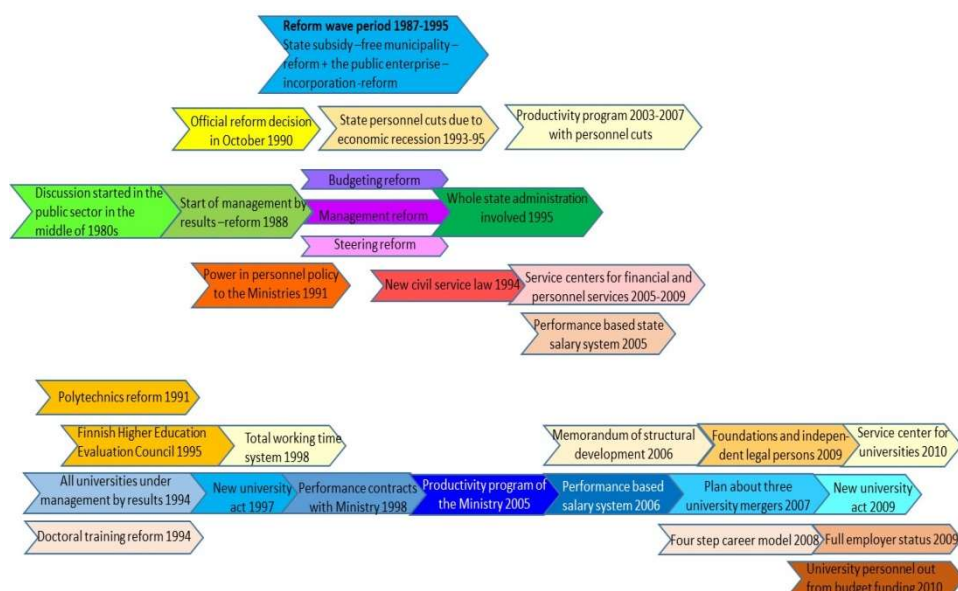 Reform wave period 1987-1995
State subsidy –free municipality–
reform + the public enterprise –
incorporation -reform
Official reform decision
in October 1990
State personnel cuts due to
economic recession 1993-95
Productivity program 2003-2007
with personnel cuts
Discussion started in the
public sector in the
middle of 1980s
Start of management by
results –reform 1988
Budgeting reform
Management reform
Steering reform
Whole state administration
involved 1995
Power in personnel policy
to the Ministries 1991
New civil service law 1994
Service centers for financial and
personnel services 2005-2009
Performance based state
salary system 2005
Polytechnics reform 1991
Finnish Higher Education
Evaluation Council 1995
Total working time
system 1998
Memorandum of structural
development 2006
Foundations and indepen-
dent legal persons 2009
Service center for
universities 2010
All universities under
management by results 1994
New university
act 1997
Performance contracts
with Ministry 1998
Productivity program
of the Ministry 2005
Performance based
salary system 2006
Plan about three
university mergers 2007
New university
act 2009
Doctoral training reform 1994
Four step career model 2008
Full employer status 2009
University personnel out
from budget funding 2010